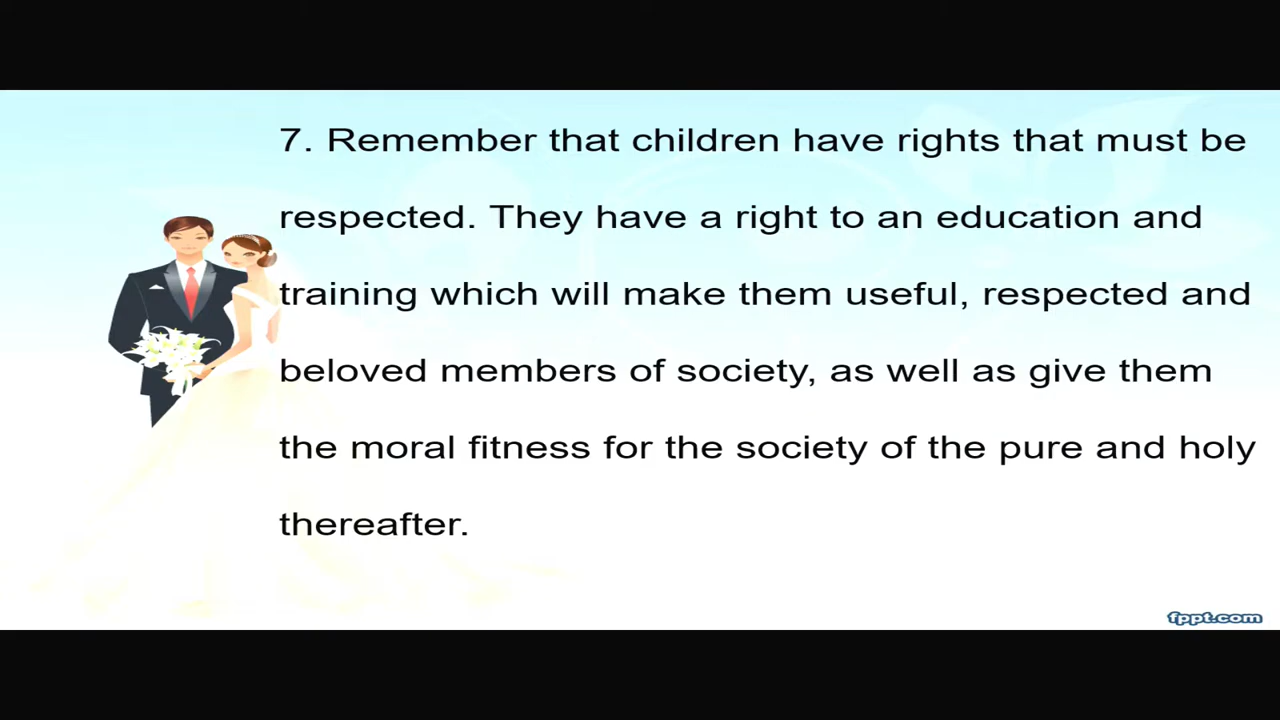 7. Remember that children have rights that must be
respected. They have a right to an education and
training which will make them useful, respected and
beloved members of society, as well as give them
the moral fitness for the society of the pure and holy
thereafter.
fppt.com